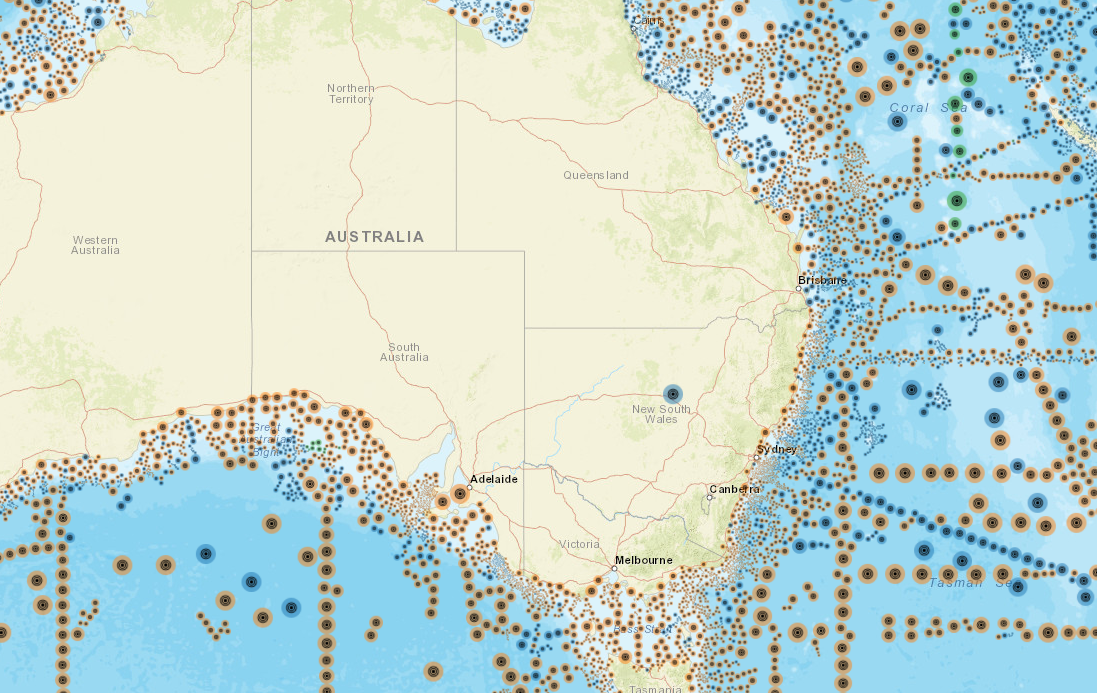 Cairns
Northern
Territory
Coral Sea
Queensland
Western
Australia
AUSTRALIA
Brisbane
South
Australia
New South
Wales
Great
Australian
Bight
Sydney
Adelaide
Canberra
Victoria
Melbourne
Tasman Sea
Bass Strait
Tasmania